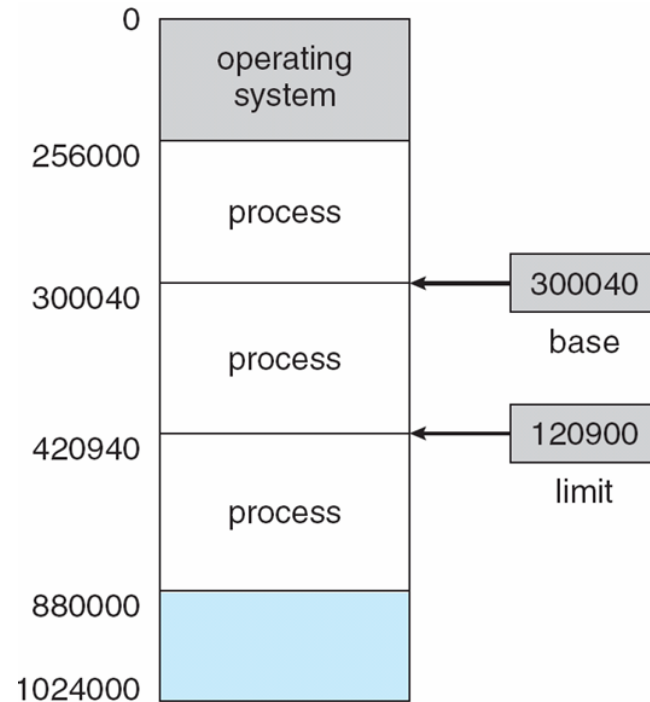 0
operating
system
256000
process
300040
300040
base
process
420940
120900
limit
process
880000
1024000